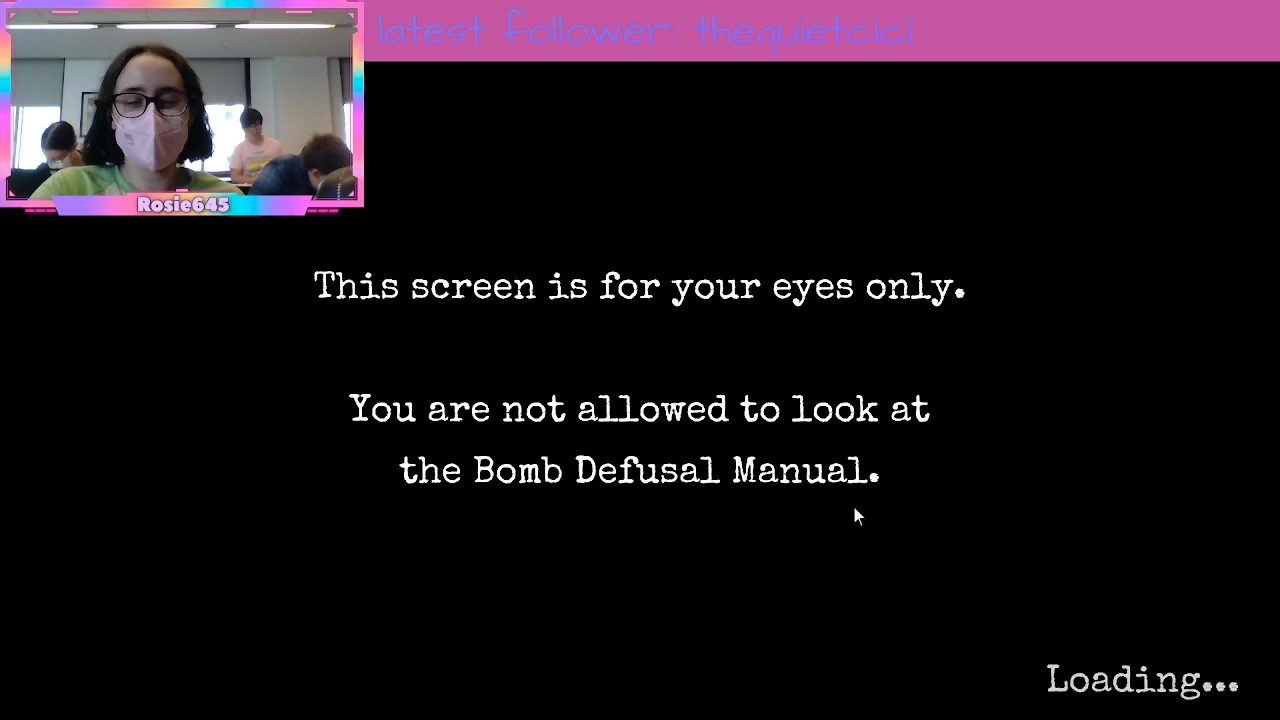 latest follower: thequietcici
Rosie645
This screen is for your eyes only.
You are not allowed to look at
the Bomb Defusal Manual.
Loading...